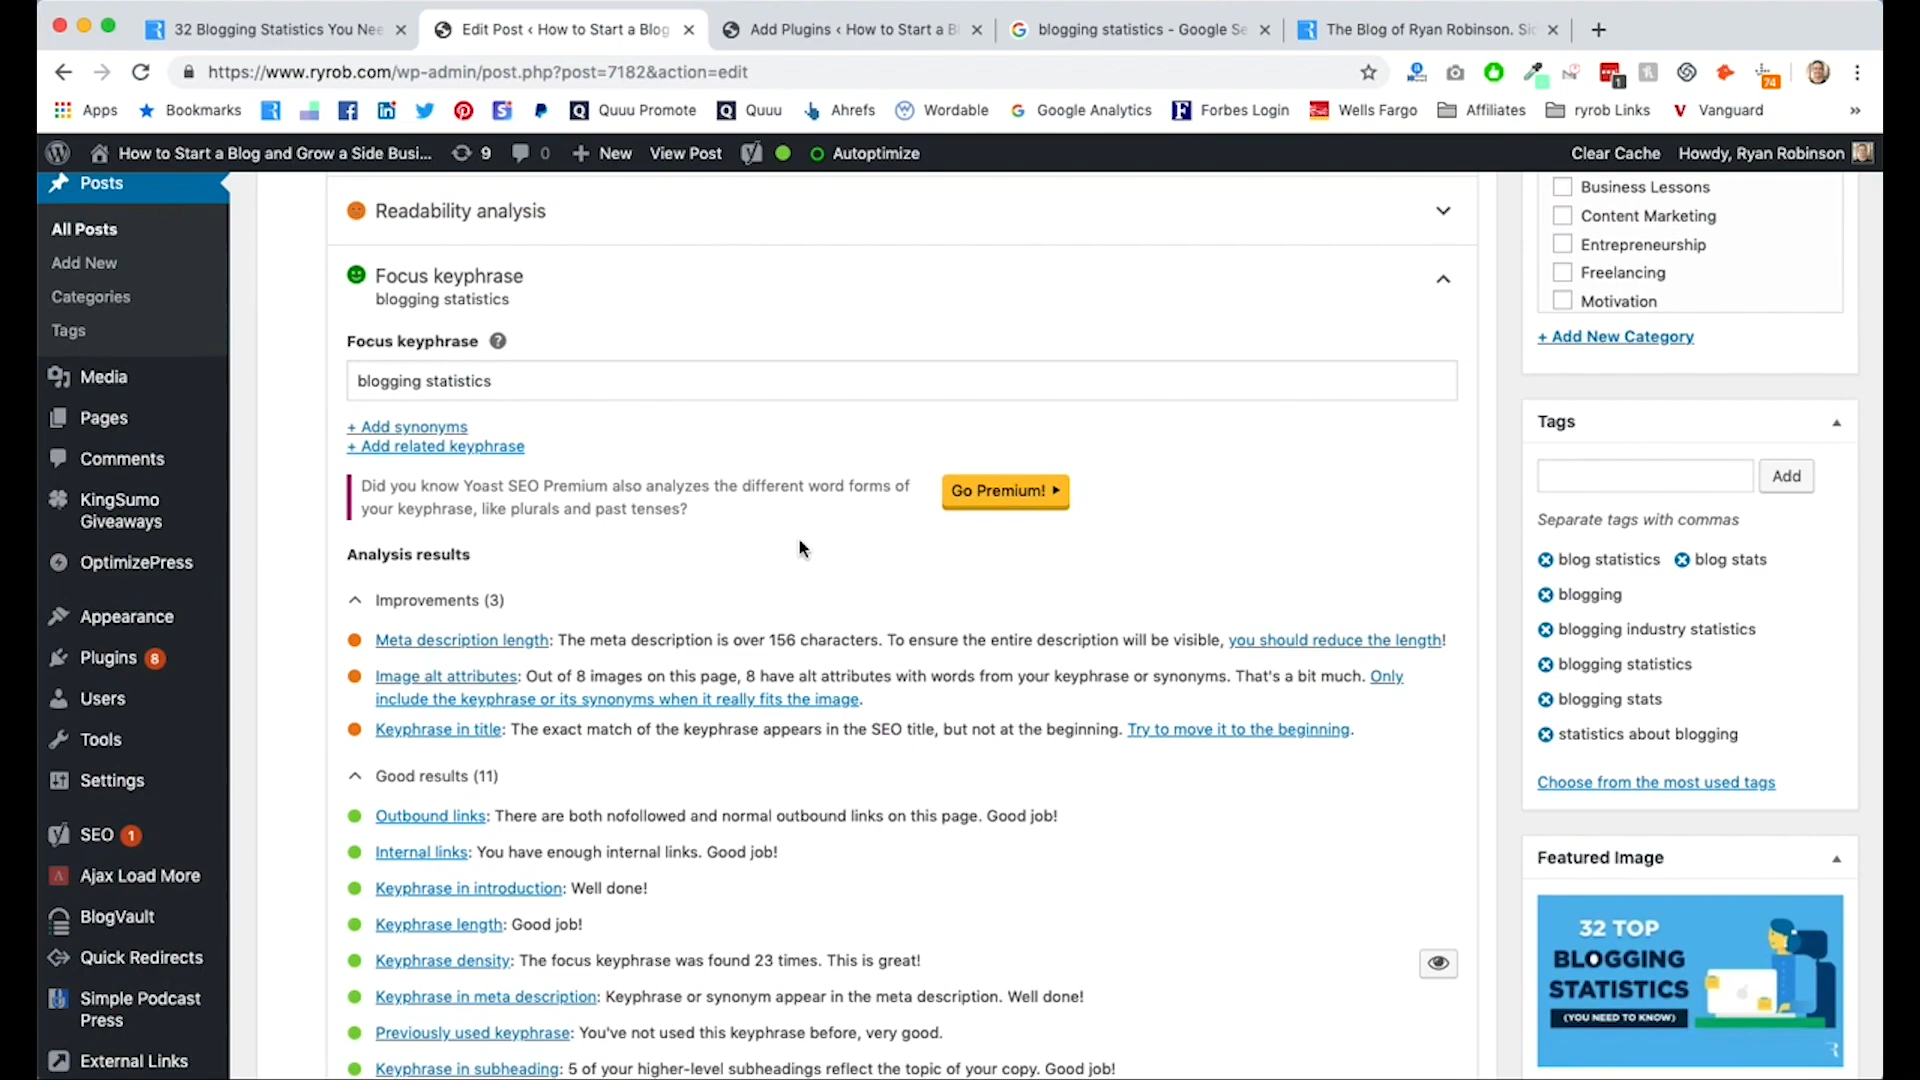 32 Blogging Statistics You Nee
Edit Post ‹ How to Start a Blog
Add Plugins ‹ How to Start a Bl
blogging statistics - Google Se
The Blog of Ryan Robinson. Sid
https://www.ryrob.com/wp-admin/post.php?post=7182&action=edit
1
74
Apps
Bookmarks
Quuu Promote
Quuu
Ahrefs
Wordable
Google Analytics
Forbes Login
Wells Fargo
Affiliates
ryrob Links
Vanguard
»
How to Start a Blog and Grow a Side Busi...
9
0
New
View Post
Autoptimize
Clear Cache
Howdy, Ryan Robinson
Posts
All Posts
Add New
Categories
Tags
Media
Pages
Comments
KingSumo
Giveaways
OptimizePress
Appearance
Plugins 8
Users
Tools
Settings
SEO 1
Ajax Load More
BlogVault
Quick Redirects
Simple Podcast
Press
External Links
Readability analysis
Focus keyphrase
blogging statistics
Focus keyphrase ?
blogging statistics
+ Add synonyms
+ Add related keyphrase
Did you know Yoast SEO Premium also analyzes the different word forms of
your keyphrase, like plurals and past tenses?
Go Premium!
Analysis results
Improvements (3)
Meta description length: The meta description is over 156 characters. To ensure the entire description will be visible, you should reduce the length!
Image alt attributes: Out of 8 images on this page, 8 have alt attributes with words from your keyphrase or synonyms. That's a bit much. Only
include the keyphrase or its synonyms when it really fits the image.
Keyphrase in title: The exact match of the keyphrase appears in the SEO title, but not at the beginning. Try to move it to the beginning.
Good results (11)
Outbound links: There are both nofollowed and normal outbound links on this page. Good job!
Internal links: You have enough internal links. Good job!
Keyphrase in introduction: Well done!
Keyphrase length: Good job!
Keyphrase density: The focus keyphrase was found 23 times. This is great!
Keyphrase in meta description: Keyphrase or synonym appear in the meta description. Well done!
Previously used keyphrase: You've not used this keyphrase before, very good.
Keyphrase in subheading: 5 of your higher-level subheadings reflect the topic of your copy. Good job!
Business Lessons
Content Marketing
Entrepreneurship
Freelancing
Motivation
+ Add New Category
Tags
Add
Separate tags with commas
blog statistics
blog stats
blogging
blogging industry statistics
blogging statistics
blogging stats
statistics about blogging
Choose from the most used tags
Featured Image
32 TOP
BLOGGING
STATISTICS
(YOU NEED TO KNOW)